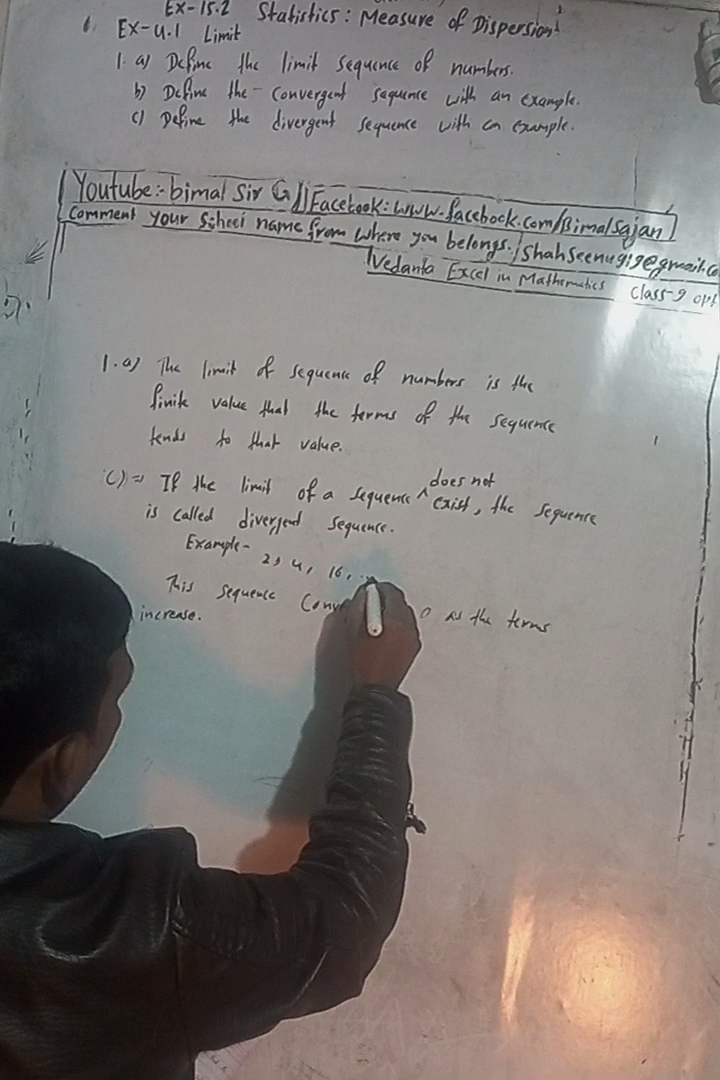 Ex-15.2 Statistics: Measure of Dispersion
Ex-4.1 Limit
1. a) Define the limit sequence of numbers.
b) Define the convergent sequence with an example.
c) Define the divergent sequence with an example.
Youtube:- bimal Sir G // Facebook: www.facebook.com/Bimalsajan
Comment your School name from where you belongs. /
Vedanta Excel in Mathematics Class-9 opt
1. a) The limit of sequence of numbers is the
finite value that the terms of the sequence
tends to that value.
c) ⇒ If the limit of a sequence does not exist, the sequence
is called divergent sequence.
Example- 2, 4, 16, ...
This sequence Conv 0 as the terms
increase.